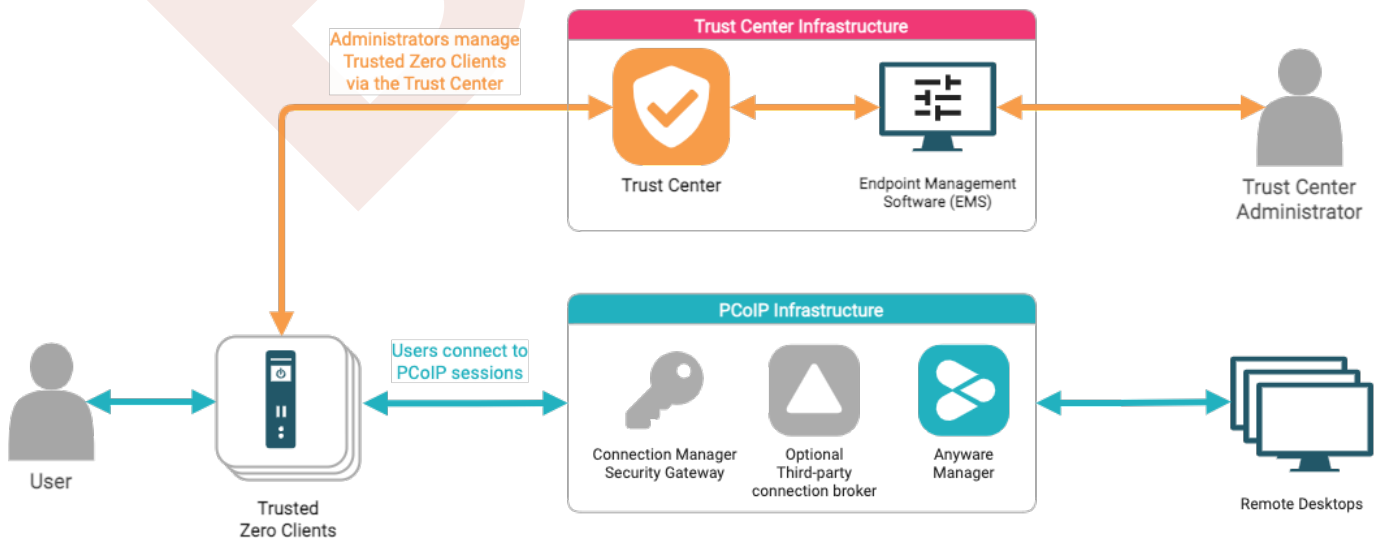 Trust Center Infrastructure
Administrators manage
Trusted Zero Clients
via the Trust Center
Trust Center
Endpoint Management
Software (EMS)
Trust Center
Administrator
PCoIP Infrastructure
Users connect to
PCoIP sessions
Connection Manager
Security Gateway
Optional
Third-party
connection broker
Anyware
Manager
User
Trusted
Zero Clients
Remote Desktops